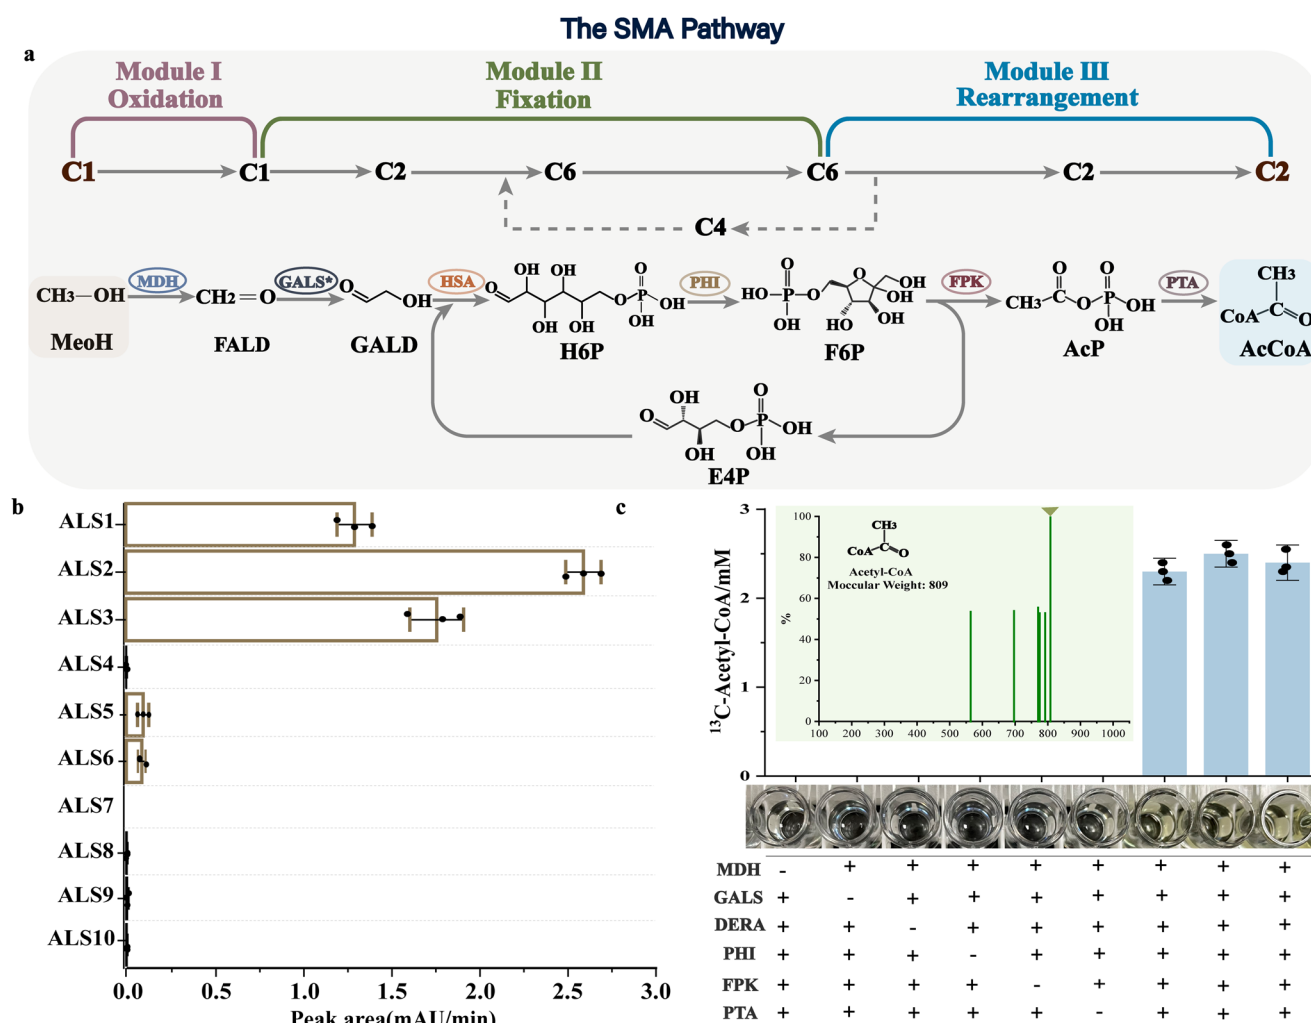 The SMA Pathway
a
Module I
Oxidation
Module II
Fixation
Module III
Rearrangement
C1 C1 C2 C6 C6 C2 C2
C4
MDH GALS* HSA PHI FPK PTA
CH3—OH
MeoH
CH2=O
FALD
O OH
GALD
O OH OH OH OH O P O OH OH
H6P
HO P O OH O O OH OH HO OH
F6P
CH3 C O O P O OH OH
AcP
CH3
CoA C O
AcCoA
O OH OH O P O OH OH
E4P
b
ALS1
ALS2
ALS3
ALS4
ALS5
ALS6
ALS7
ALS8
ALS9
ALS10
0.0 0.5 1.0 1.5 2.0 2.5 3.0
Peak area(mAU/min)
c
13C-Acetyl-CoA/mM
3
2
1
0
%
100
80
60
40
20
0
100 200 300 400 500 600 700 800 900 1000
CH3
CoA C O
Acetyl-CoA
Moccular Weight: 809
MDH - + + + + + + + +
GALS + - + + + + + + +
DERA + + - + + + + + +
PHI + + + - + + + + +
FPK + + + + - + + + +
PTA + + + + + - + + +